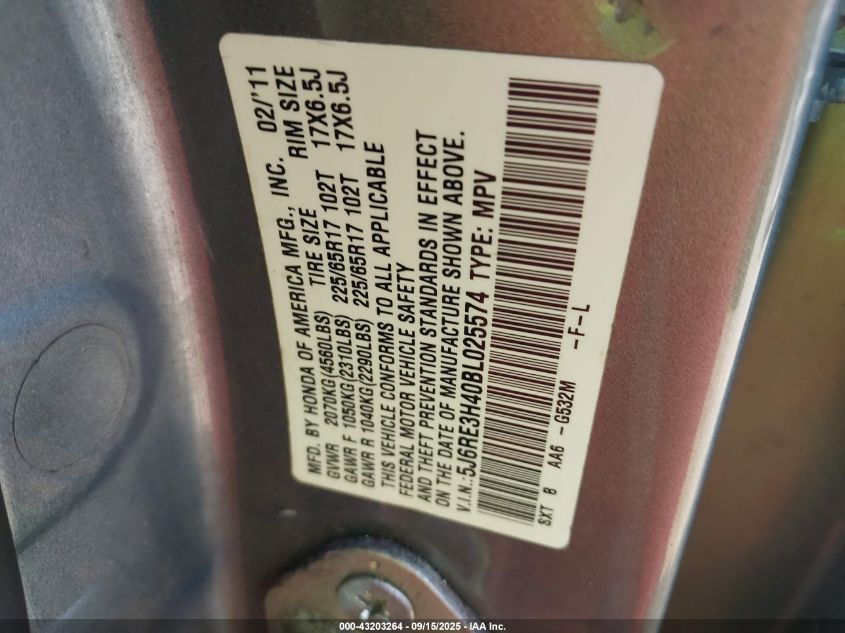 MFD. BY HONDA OF AMERICA MFG., INC. 02/'11
GVWR 2070KG(4560LBS) TIRE SIZE RIM SIZE
GAWR F 1050KG(2310LBS) 225/65R17 102T 17X6.5J
GAWR R 1040KG(2290LBS) 225/65R17 102T 17X6.5J
THIS VEHICLE CONFORMS TO ALL APPLICABLE
FEDERAL MOTOR VEHICLE SAFETY
AND THEFT PREVENTION STANDARDS IN EFFECT
ON THE DATE OF MANUFACTURE SHOWN ABOVE.
V.I.N.:5J6RE3H40BL025574 TYPE: MPV
SXT B AA6 -G532M -F-L
000-43203264 - 09/15/2025 - IAA Inc.